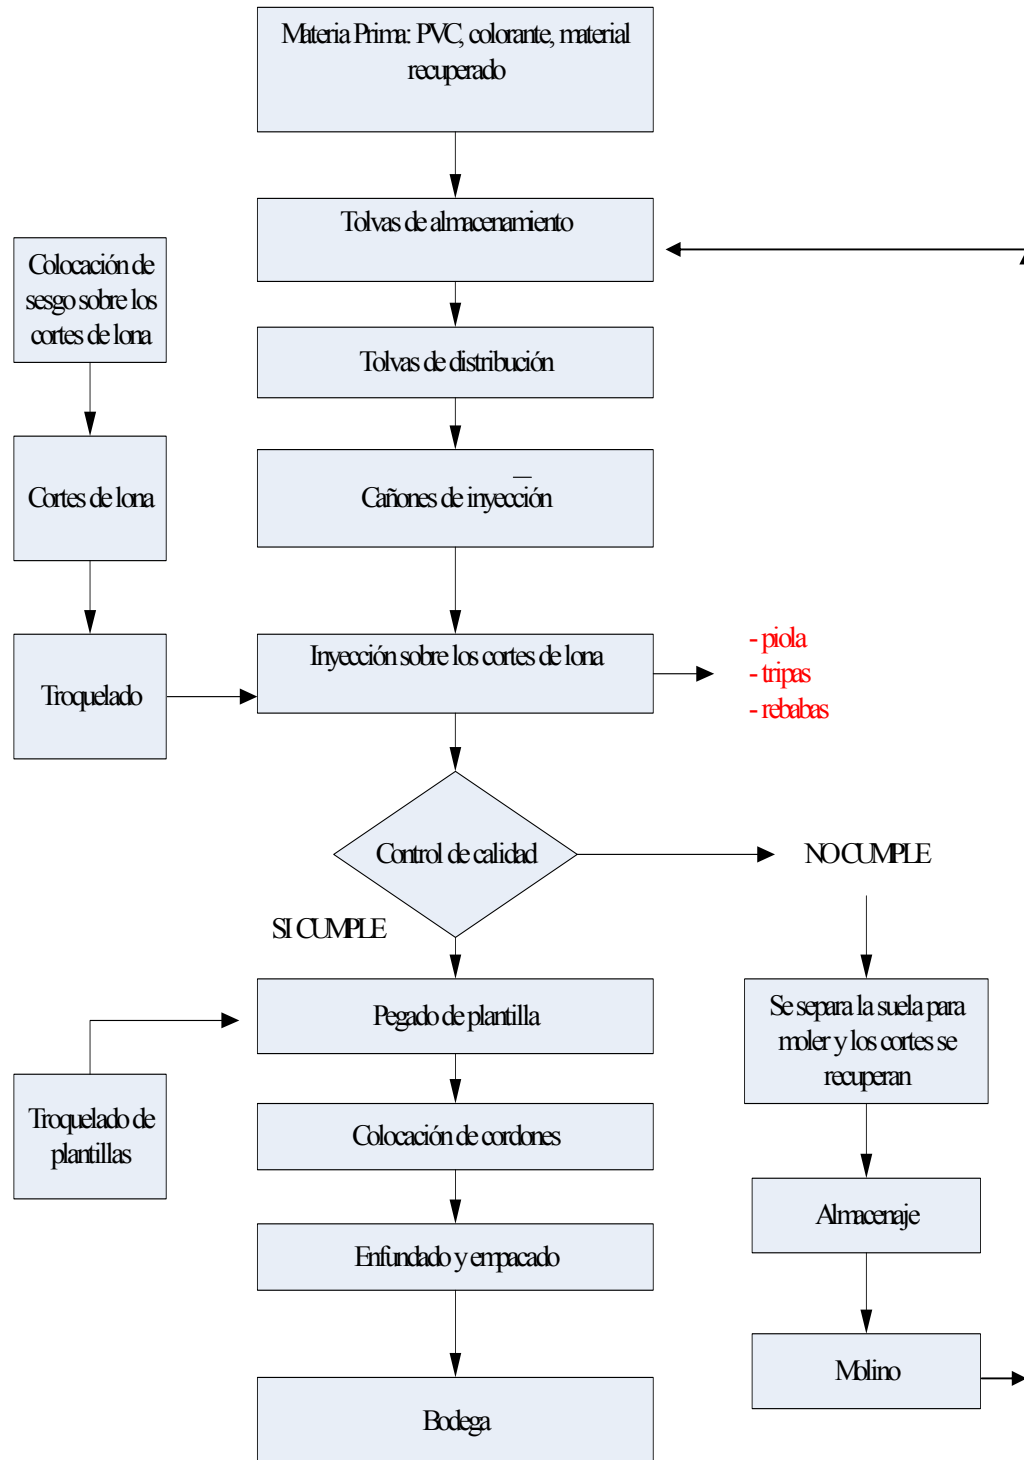 Materia Prima: PVC, colorante, material
recuperado
Tolvas de almacenamiento
Colocación de
sesgo sobre los
cortes de lona
Tolvas de distribución
Cortes de lona
Cañones de inyección
Inyección sobre los cortes de lona
- piola
- tripas
- rebabas
Troquelado
Control de calidad
NO CUMPLE
SI CUMPLE
Pegado de plantilla
Se separa la suela para
moler y los cortes se
recuperan
Troquelado de
plantillas
Colocación de cordones
Almacenaje
Enfundado y empacado
Molino
Bodega